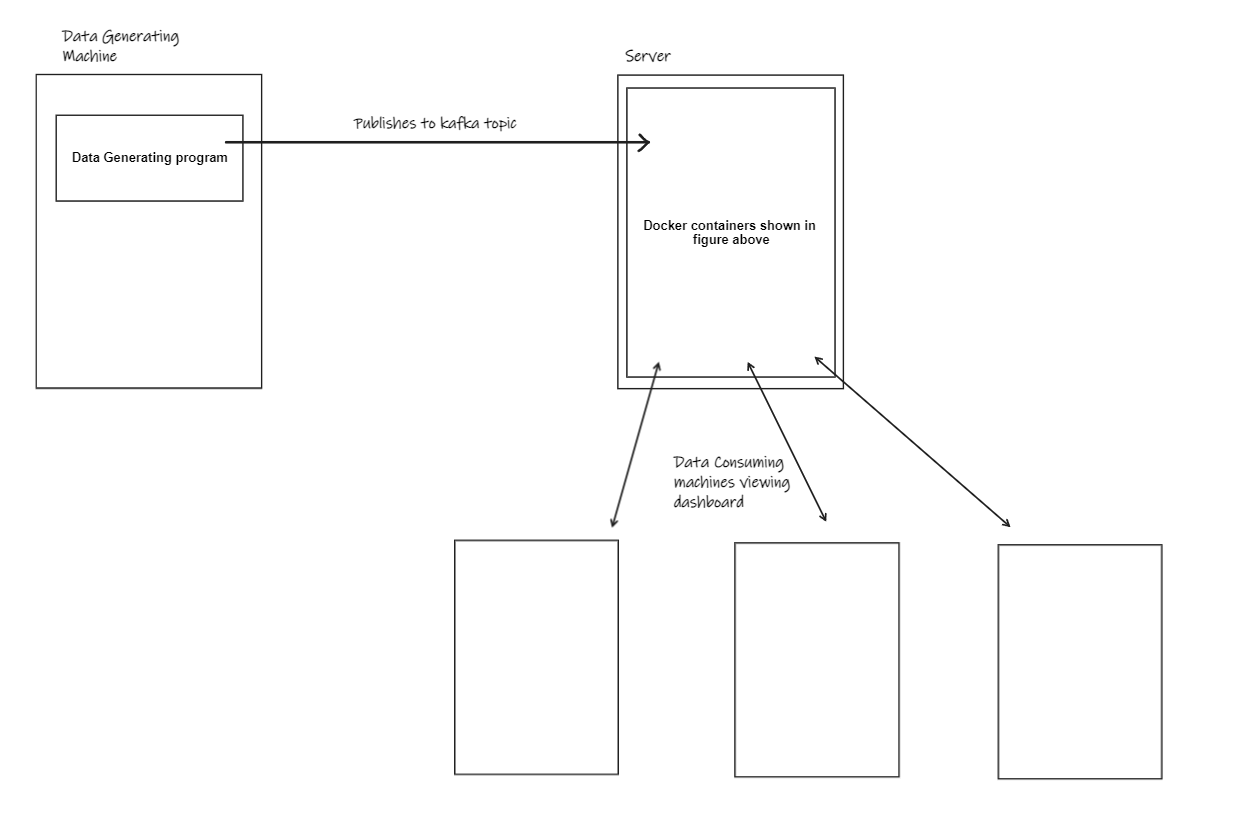 Data Generating
Machine
Server
Publishes to kafka topic
Data Generating program
Docker containers shown in
figure above
Data Consuming
machines viewing
dashboard